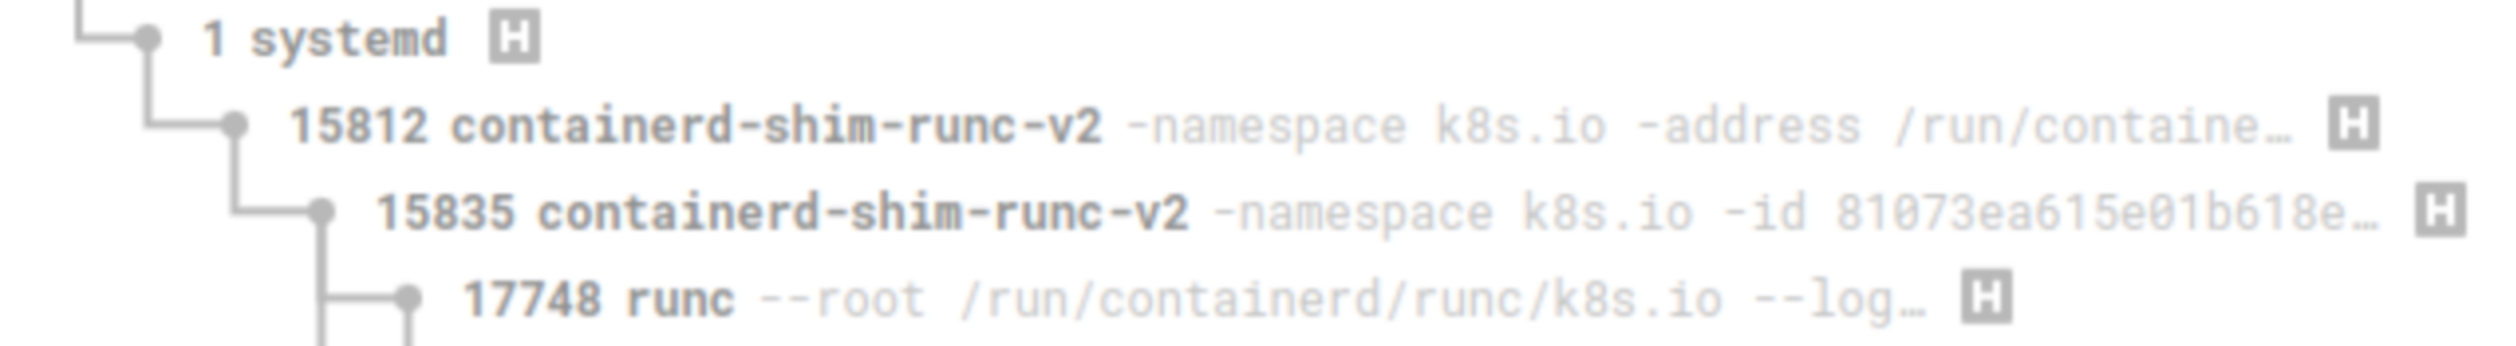 1 systemd H
15812 containerd-shim-runc-v2 -namespace k8s.io -address /run/containe… H
15835 containerd-shim-runc-v2 -namespace k8s.io -id 81073ea615e01b618e… H
17748 runc --root /run/containerd/runc/k8s.io --log… H